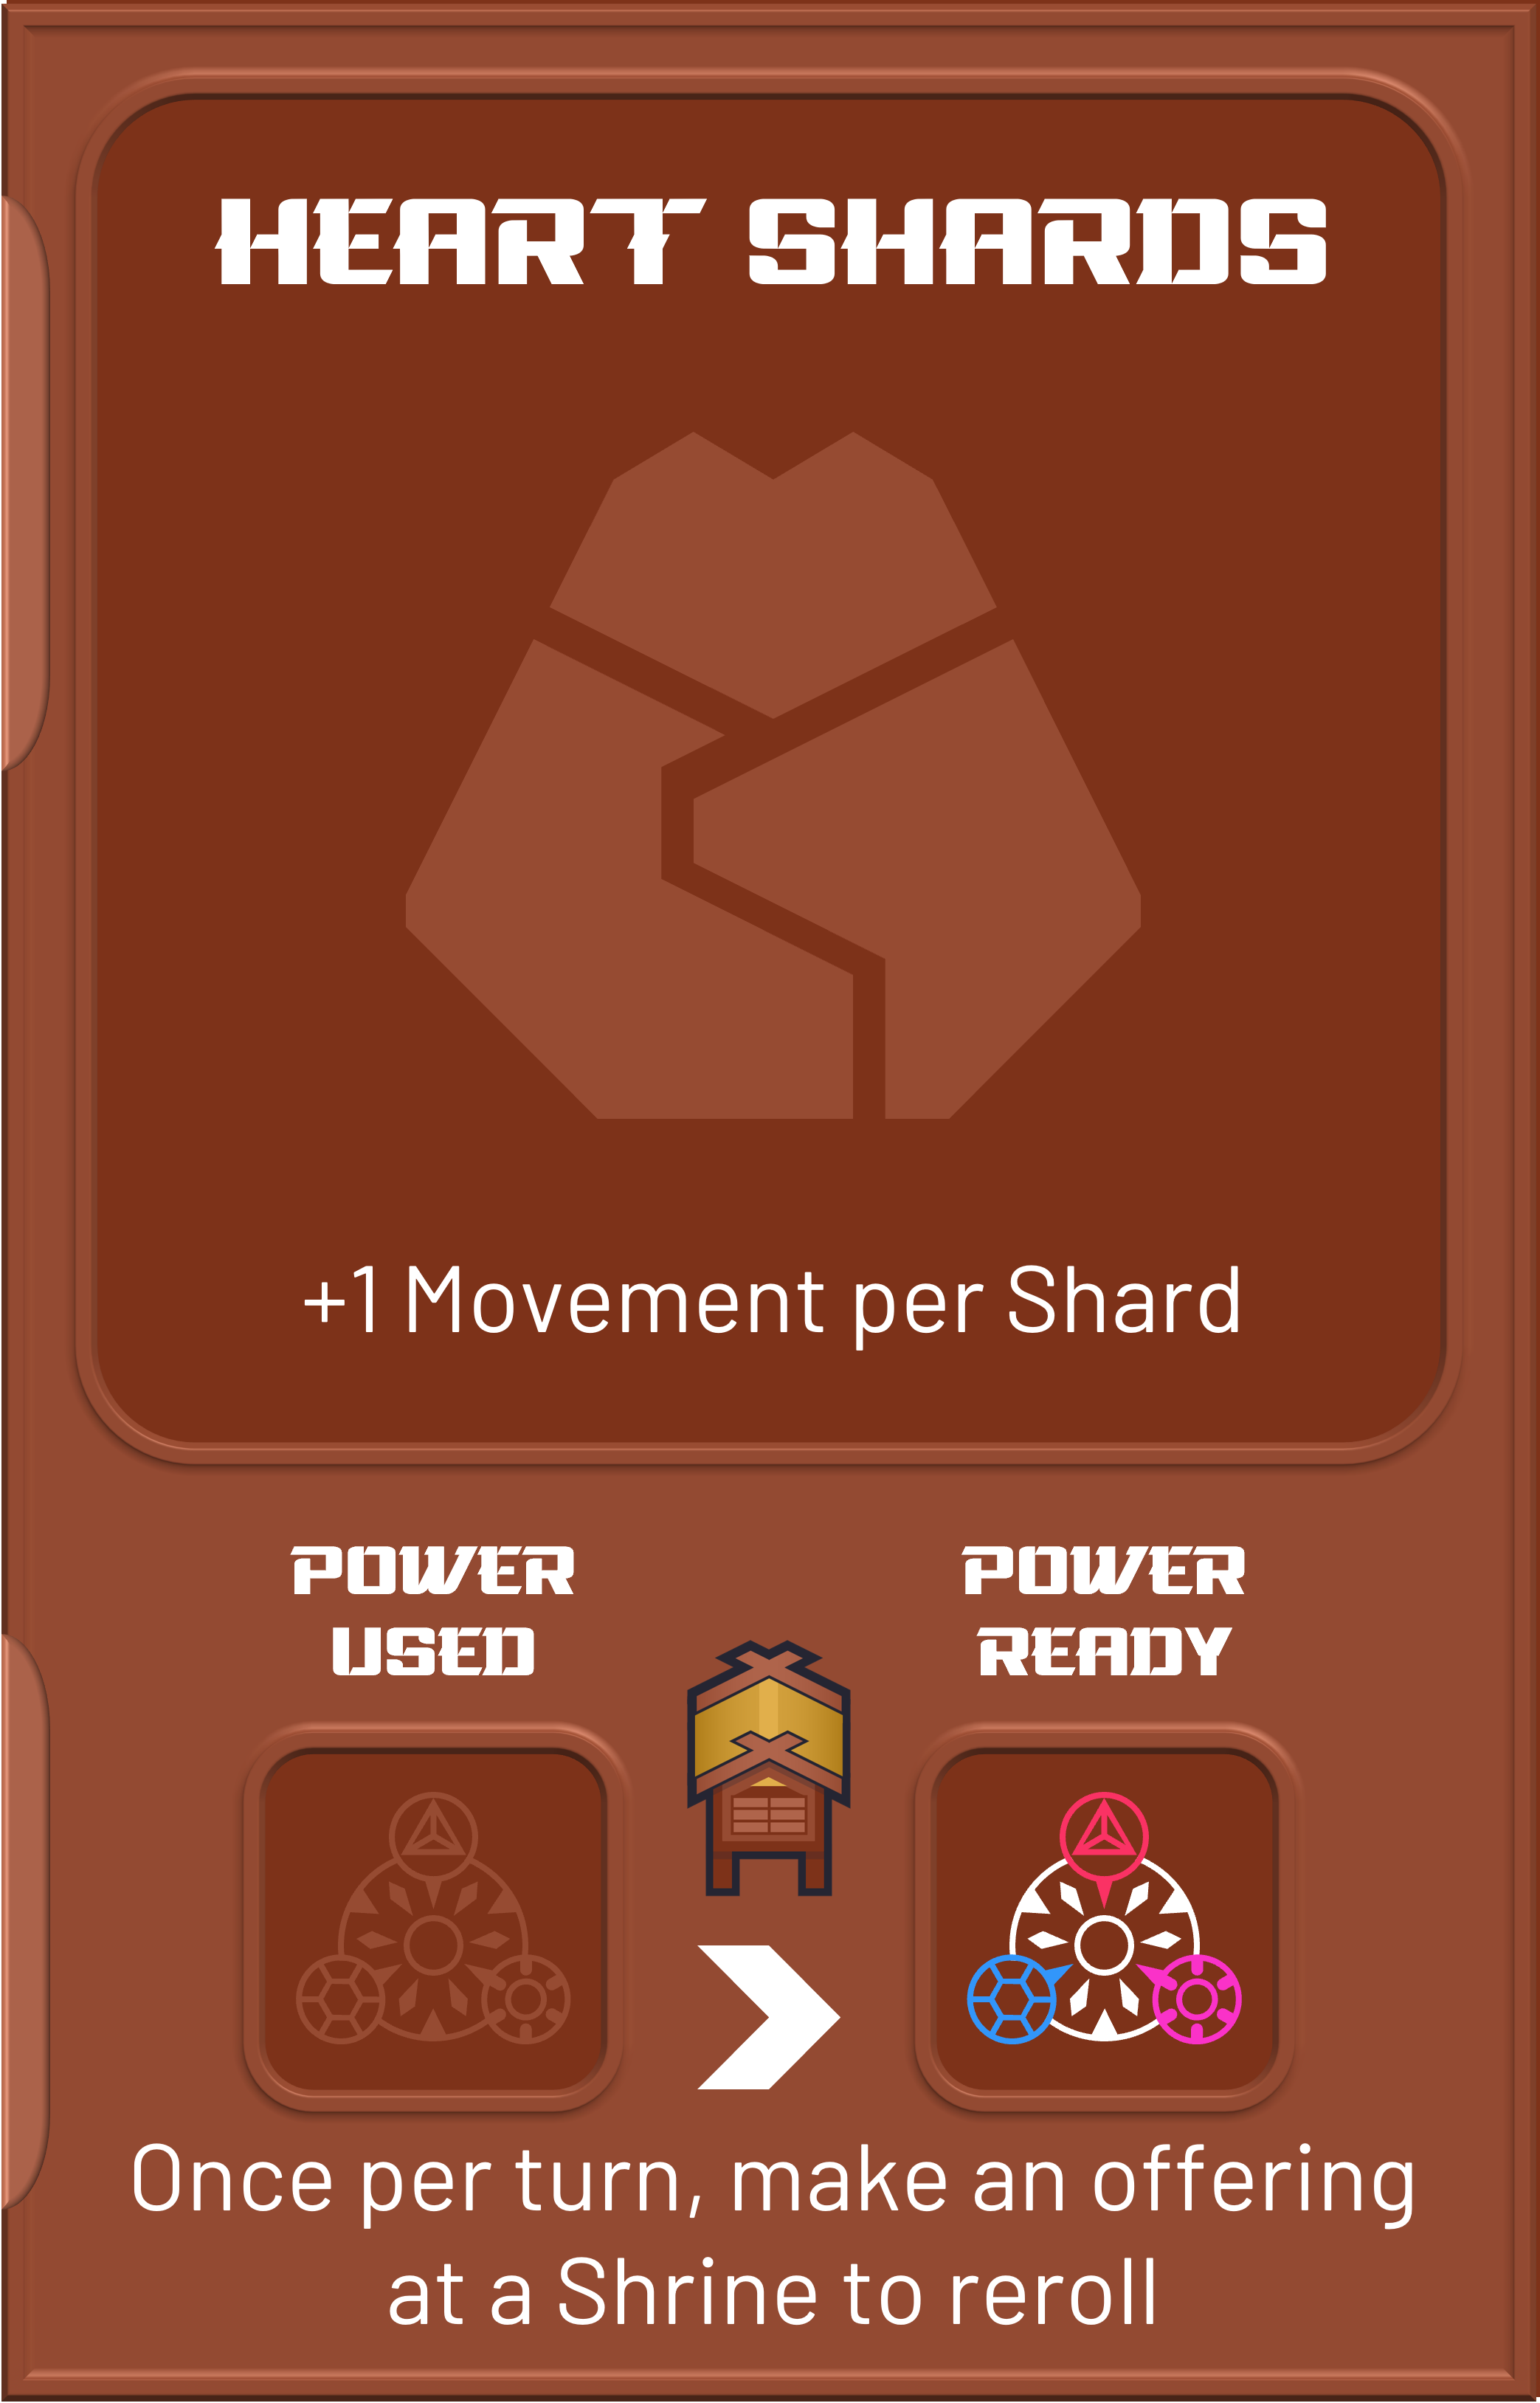 HEART SHARDS
+1 Movement per Shard
POWER
USED
POWER
READY
Once per turn, make an offering
at a Shrine to reroll